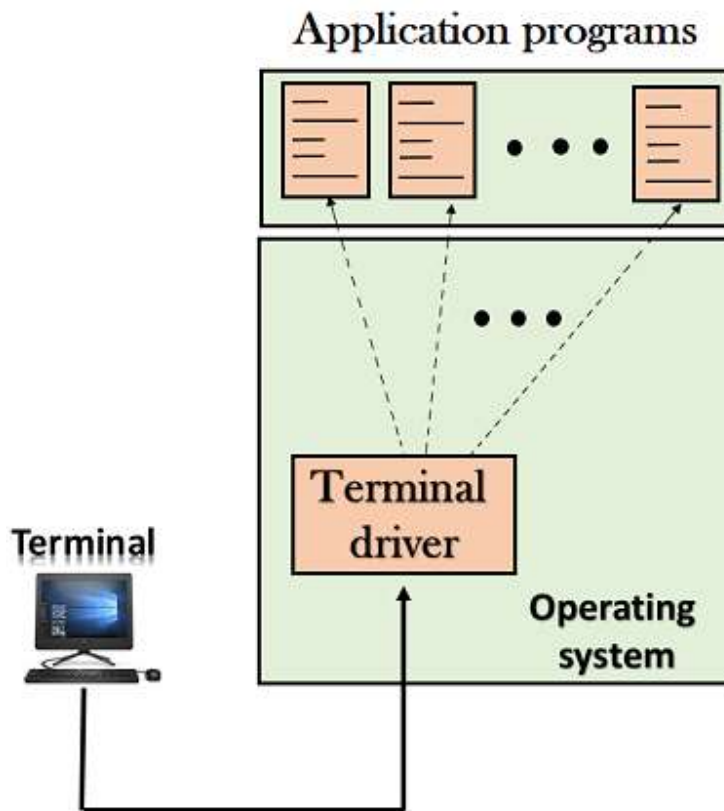 Application programs
Terminal
driver
Terminal
Operating
system